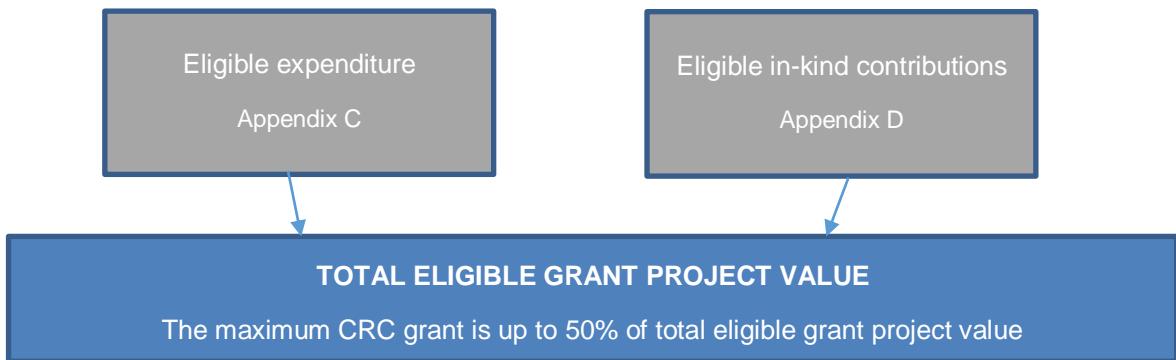 Eligible expenditure
Appendix C
Eligible in-kind contributions
Appendix D
TOTAL ELIGIBLE GRANT PROJECT VALUE
The maximum CRC grant is up to 50% of total eligible grant project value